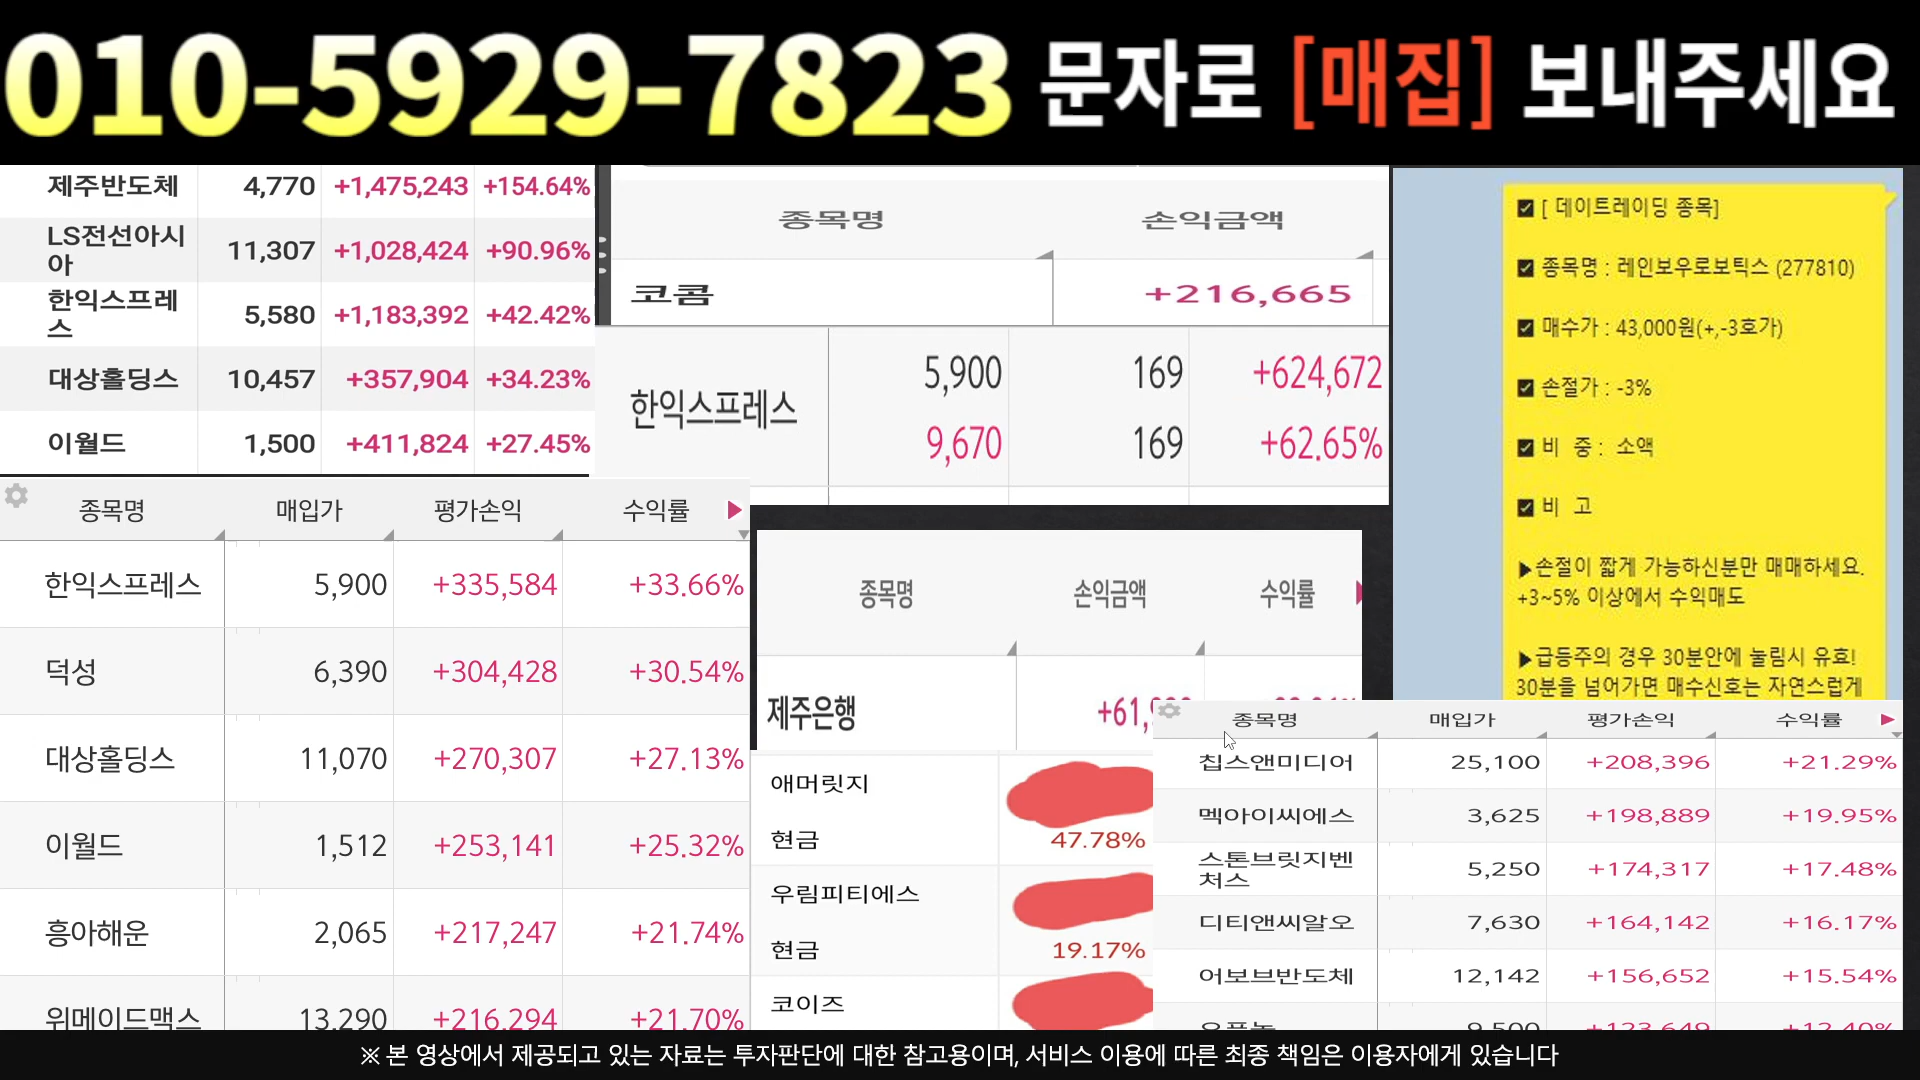 010-5929-7823 문자로 [매집] 보내주세요
제주반도체 4,770 +1,475,243 +154.64%
LS전선아시아 11,307 +1,028,424 +90.96%
한익스프레스 5,580 +1,183,392 +42.42%
대상홀딩스 10,457 +357,904 +34.23%
이월드 1,500 +411,824 +27.45%
종목명 손익금액
코콤 +216,665
한익스프레스 5,900 169 +624,672
9,670 169 +62.65%
☑ [ 데이트레이딩 종목]
☑ 종목명 : 레인보우로보틱스 (277810)
☑ 매수가 : 43,000원(+,-3호가)
☑ 손절가 : -3%
☑ 비 중 : 소액
☑ 비 고
▶손절이 짧게 가능하신분만 매매하세요.
+3~5% 이상에서 수익매도
▶급등주의 경우 30분안에 눌림시 유효!
30분을 넘어가면 매수신호는 자연스럽게
종목명 매입가 평가손익 수익률
한익스프레스 5,900 +335,584 +33.66%
덕성 6,390 +304,428 +30.54%
대상홀딩스 11,070 +270,307 +27.13%
이월드 1,512 +253,141 +25.32%
흥아해운 2,065 +217,247 +21.74%
위메이드맥스 13,290 +216,294 +21.70%
종목명 손익금액 수익률
제주은행 +61,
애머릿지
현금 47.78%
우림피티에스
현금 19.17%
코이즈
종목명 매입가 평가손익 수익률
칩스앤미디어 25,100 +208,396 +21.29%
멕아이씨에스 3,625 +198,889 +19.95%
스톤브릿지벤처스 5,250 +174,317 +17.48%
디티앤씨알오 7,630 +164,142 +16.17%
어보브반도체 12,142 +156,652 +15.54%
※ 본 영상에서 제공되고 있는 자료는 투자판단에 대한 참고용이며, 서비스 이용에 따른 최종 책임은 이용자에게 있습니다